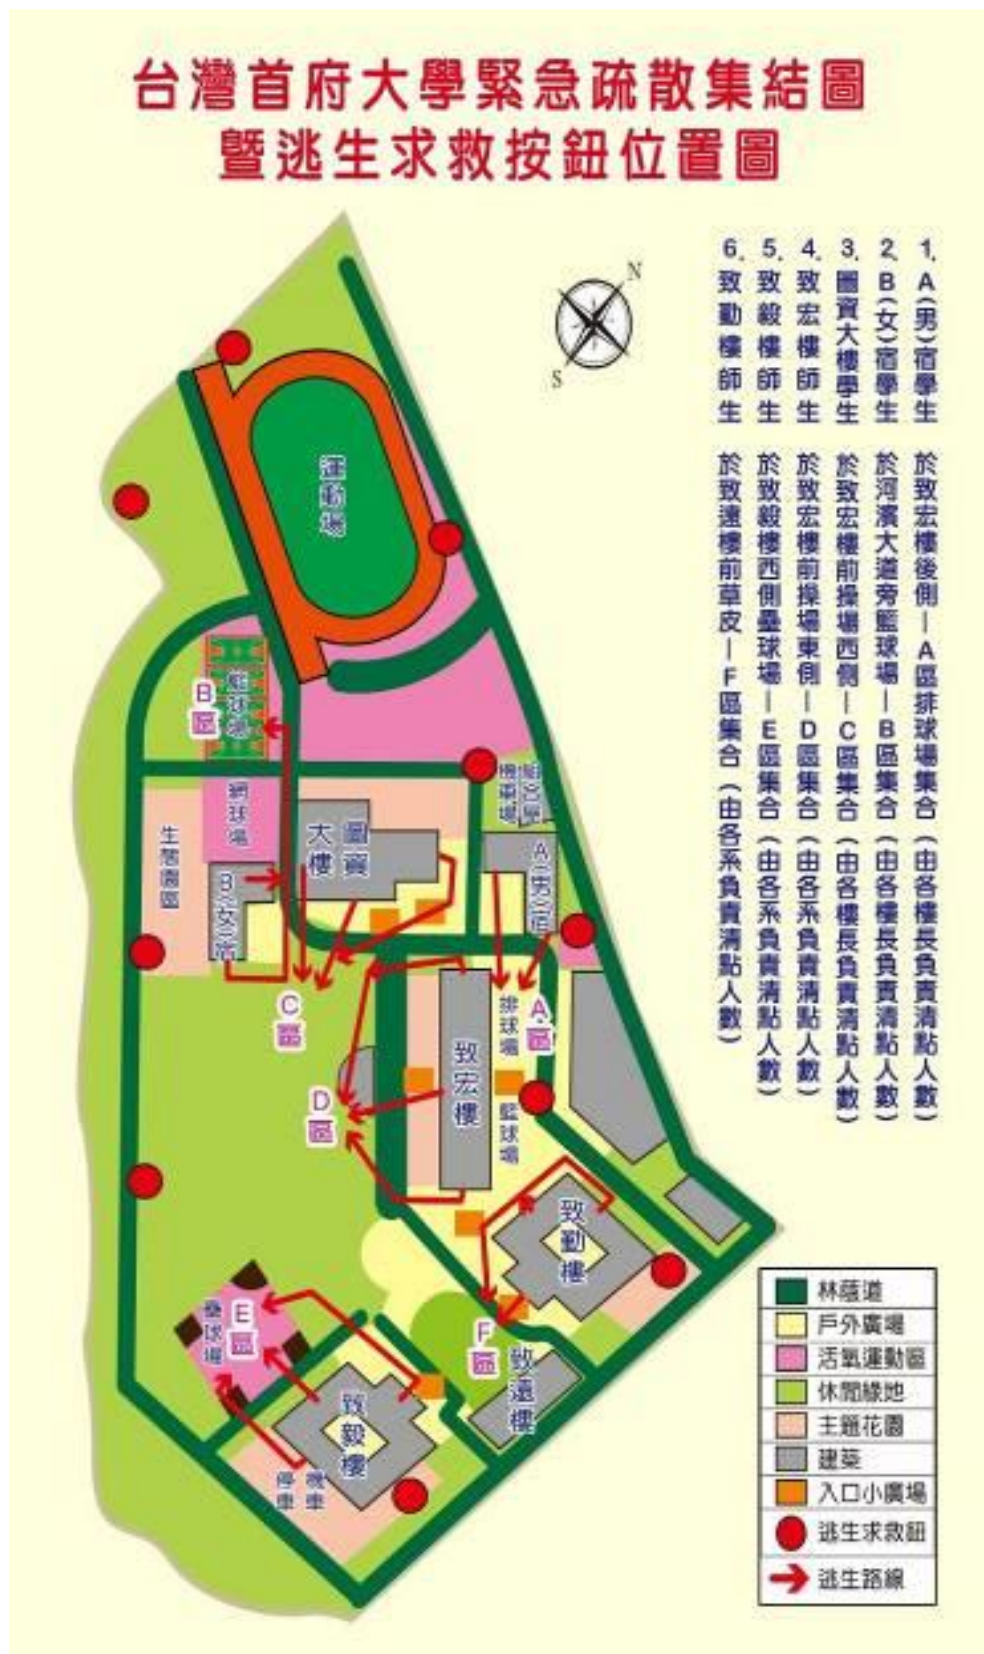 台灣首府大學緊急疏散集結圖
暨逃生求救按鈕位置圖
1. A(男)宿學生 於致宏樓後側－A區排球場集合（由各樓長負責清點人數）
2. B(女)宿學生 於河濱大道旁籃球場－B區集合（由各樓長負責清點人數）
3. 圖資大樓學生 於致宏樓前操場西側－C區集合（由各樓長負責清點人數）
4. 致宏樓師生 於致宏樓前操場東側－D區集合（由各系負責清點人數）
5. 致毅樓師生 於致毅樓西側壘球場－E區集合（由各系負責清點人數）
6. 致勤樓師生 於致遠樓前草皮－F區集合（由各系負責清點人數）
N
S
運動場
B區
籃球場
網球場
生態園區
B(女)宿
圖資
大樓
機車場
組合屋
A(男)宿
C區
排球場
A區
D區
致宏樓
籃球場
致勤樓
E區
壘球場
F區
致遠樓
致毅樓
機車
停車
林蔭道
戶外廣場
活氧運動區
休閒綠地
主題花園
建築
入口小廣場
逃生求救鈕
逃生路線